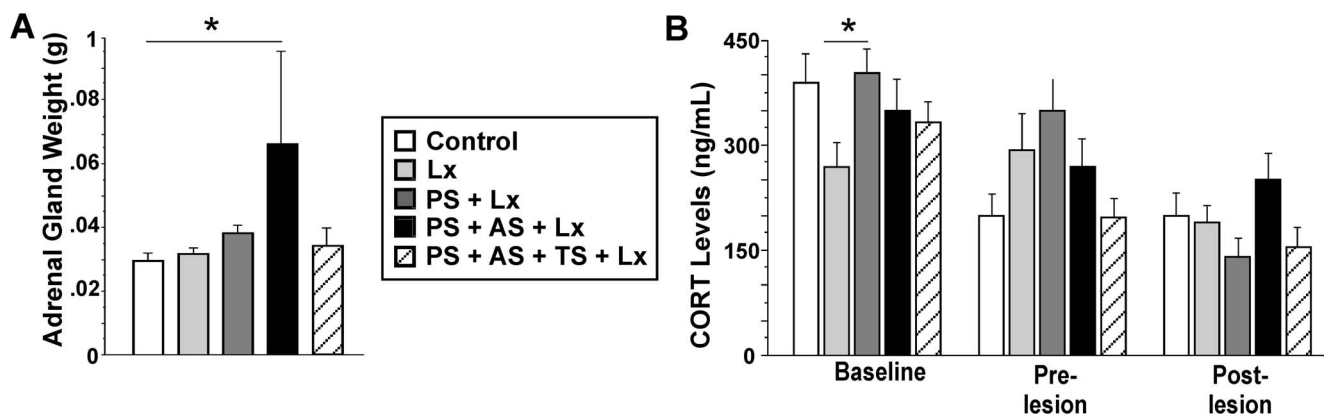 A
Adrenal Gland Weight (g)
1
.08
.06
.04
.02
0
*
Control
Lx
PS + Lx
PS + AS + Lx
PS + AS + TS + Lx
B
CORT Levels (ng/mL)
450
300
150
0
*
Baseline
Pre-
lesion
Post-
lesion